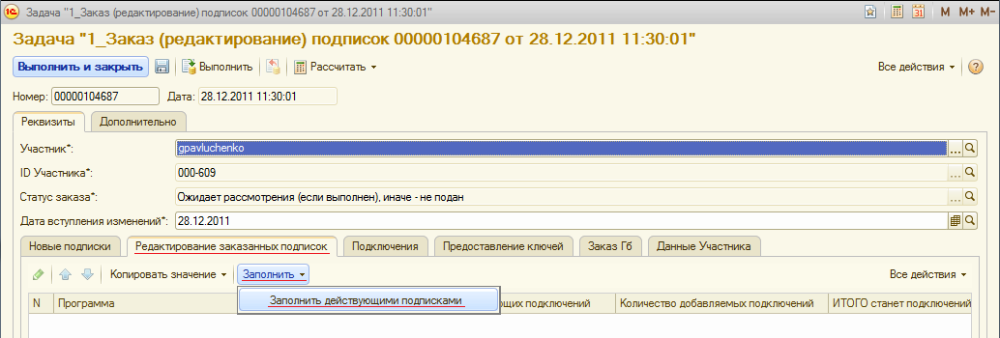 1С Задача "1_Заказ (редактирование) подписок 00000104687 от 28.12.2011 11:30:01" 31 M M+ M-
Задача "1_Заказ (редактирование) подписок 00000104687 от 28.12.2011 11:30:01"
Выполнить и закрыть Выполнить Рассчитать Все действия ?
Номер: 00000104687 Дата: 28.12.2011 11:30:01
Реквизиты Дополнительно
Участник*: gpavluchenko ...
ID Участника*: 000-609 ...
Статус заказа*: Ожидает рассмотрения (если выполнен), иначе - не подан ...
Дата вступления изменений*: 28.12.2011
Новые подписки Редактирование заказанных подписок Подключения Предоставление ключей Заказ Гб Данные Участника
Копировать значение Заполнить Все действия
Заполнить действующими подписками
N Программа ющих подключений Количество добавляемых подключений ИТОГО станет подключений